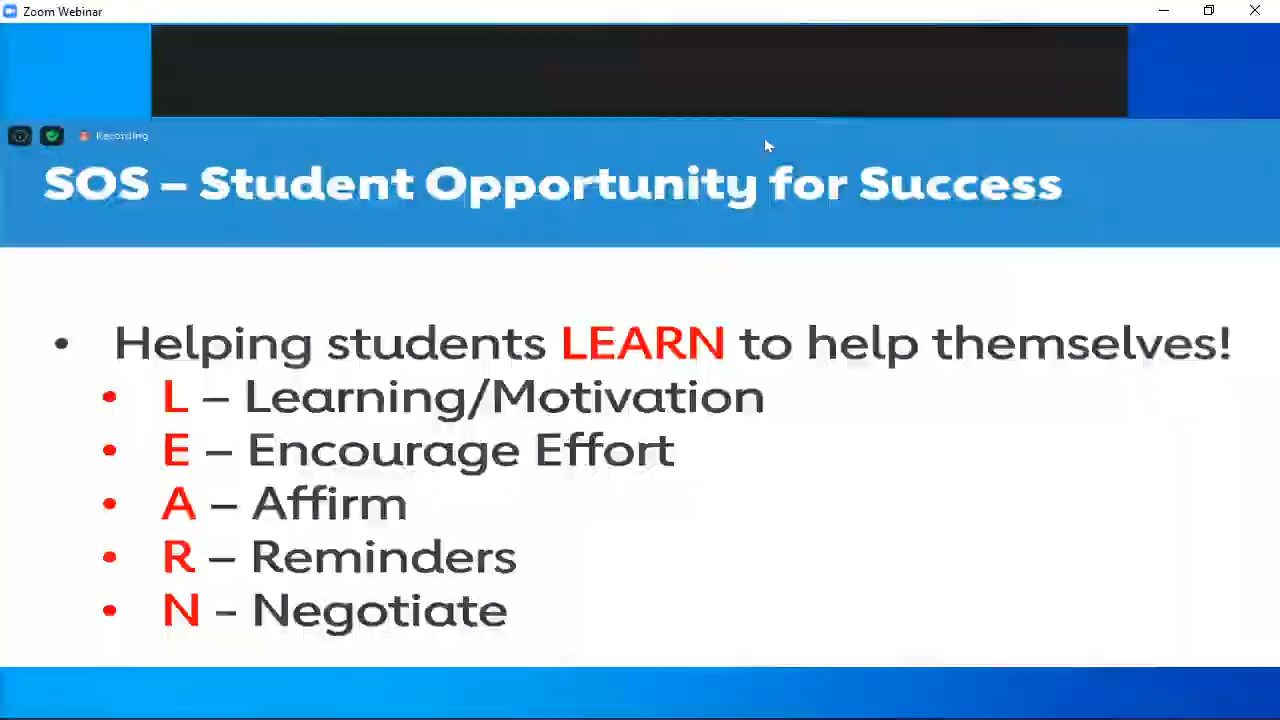 Zoom Webinar
Recording
SOS – Student Opportunity for Success
• Helping students LEARN to help themselves!
• L – Learning/Motivation
• E – Encourage Effort
• A – Affirm
• R – Reminders
• N – Negotiate